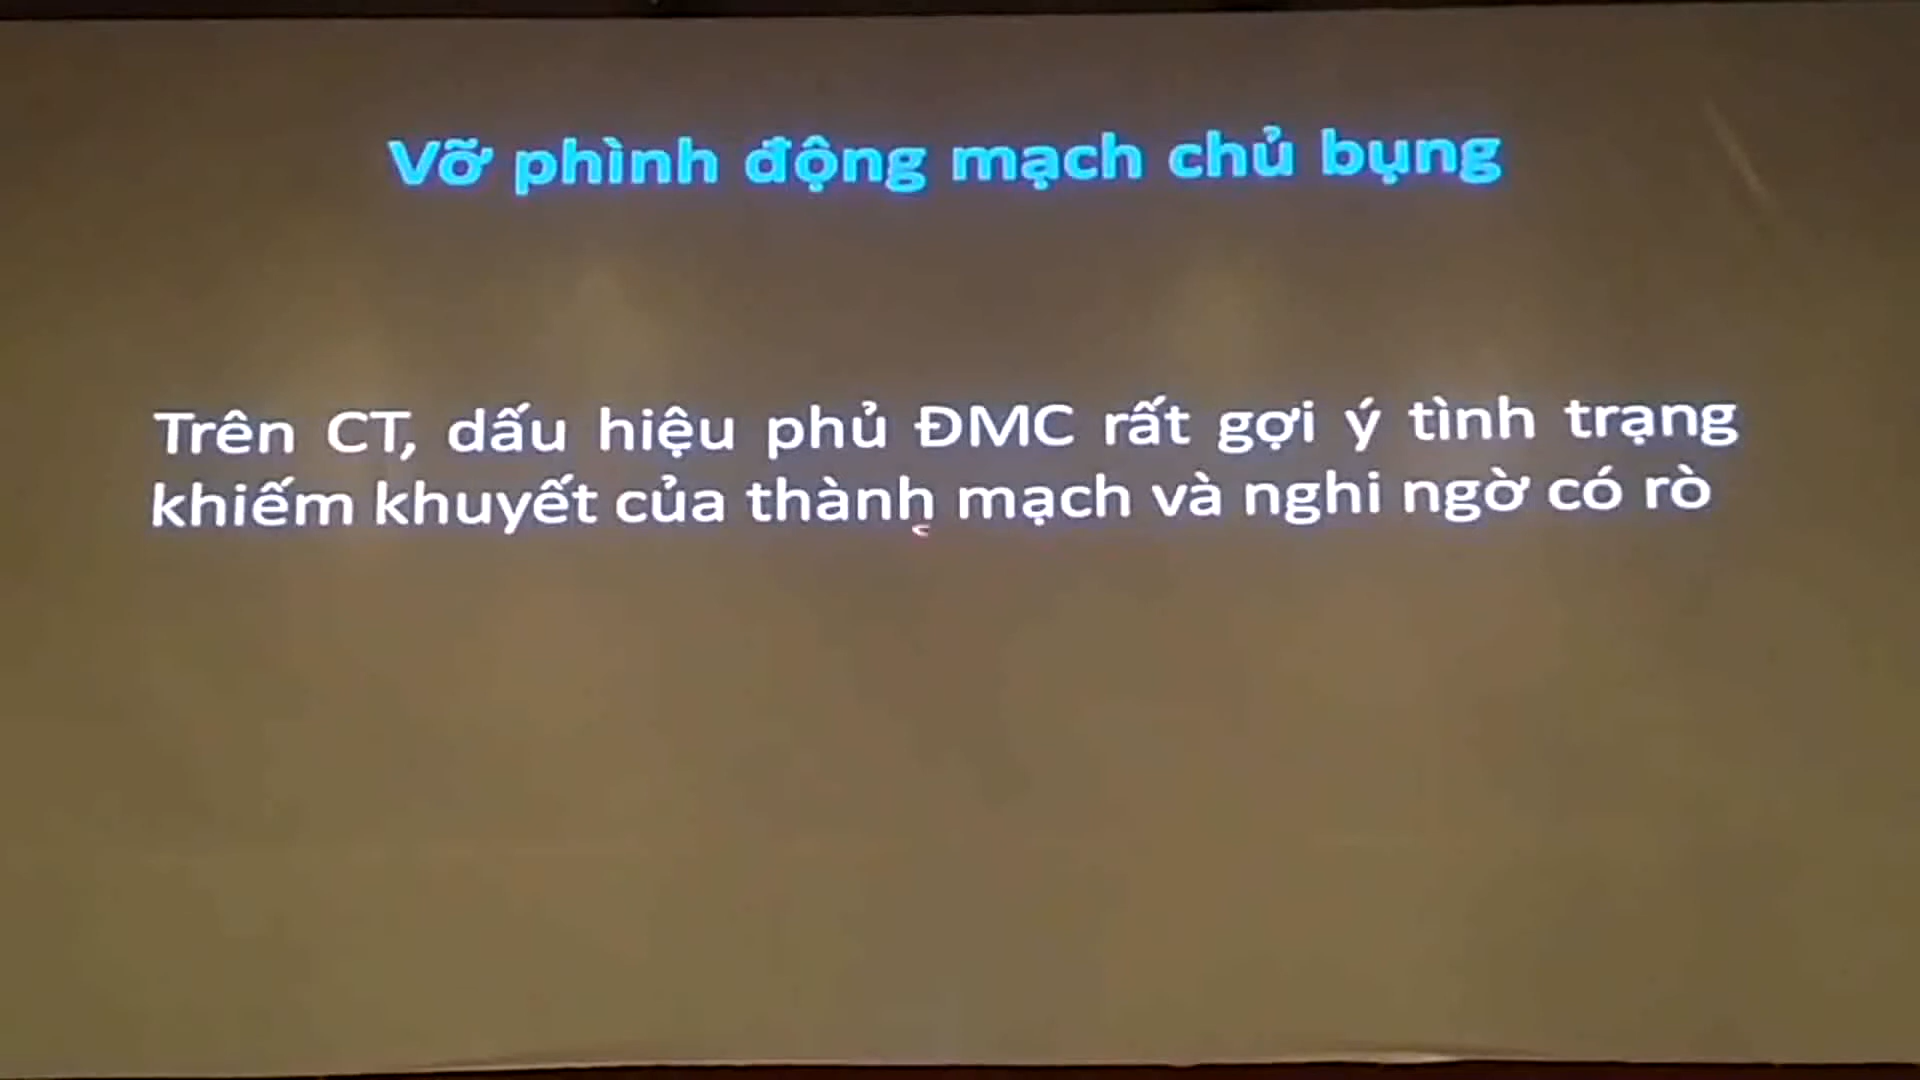 Vỡ phình động mạch chủ bụng
Trên CT, dấu hiệu phủ ĐMC rất gợi ý tình trạng
khiếm khuyết của thành mạch và nghi ngờ có rò